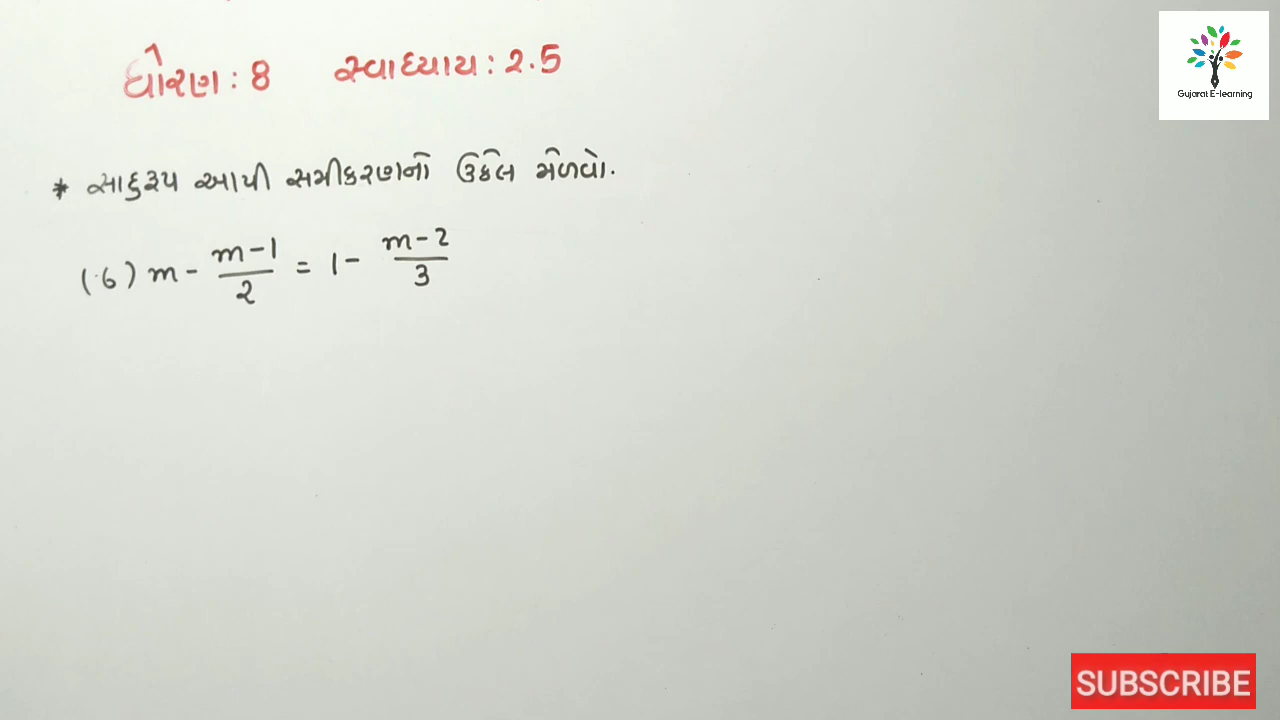 ધોરણ : 8 સ્વાધ્યાય : 2.5
Gujarat E-learning
* સાદુરૂપ આપી સમીકરણનો ઉકેલ મેળવો.
(6) m - (m-1)/2 = 1 - (m-2)/3
SUBSCRIBE